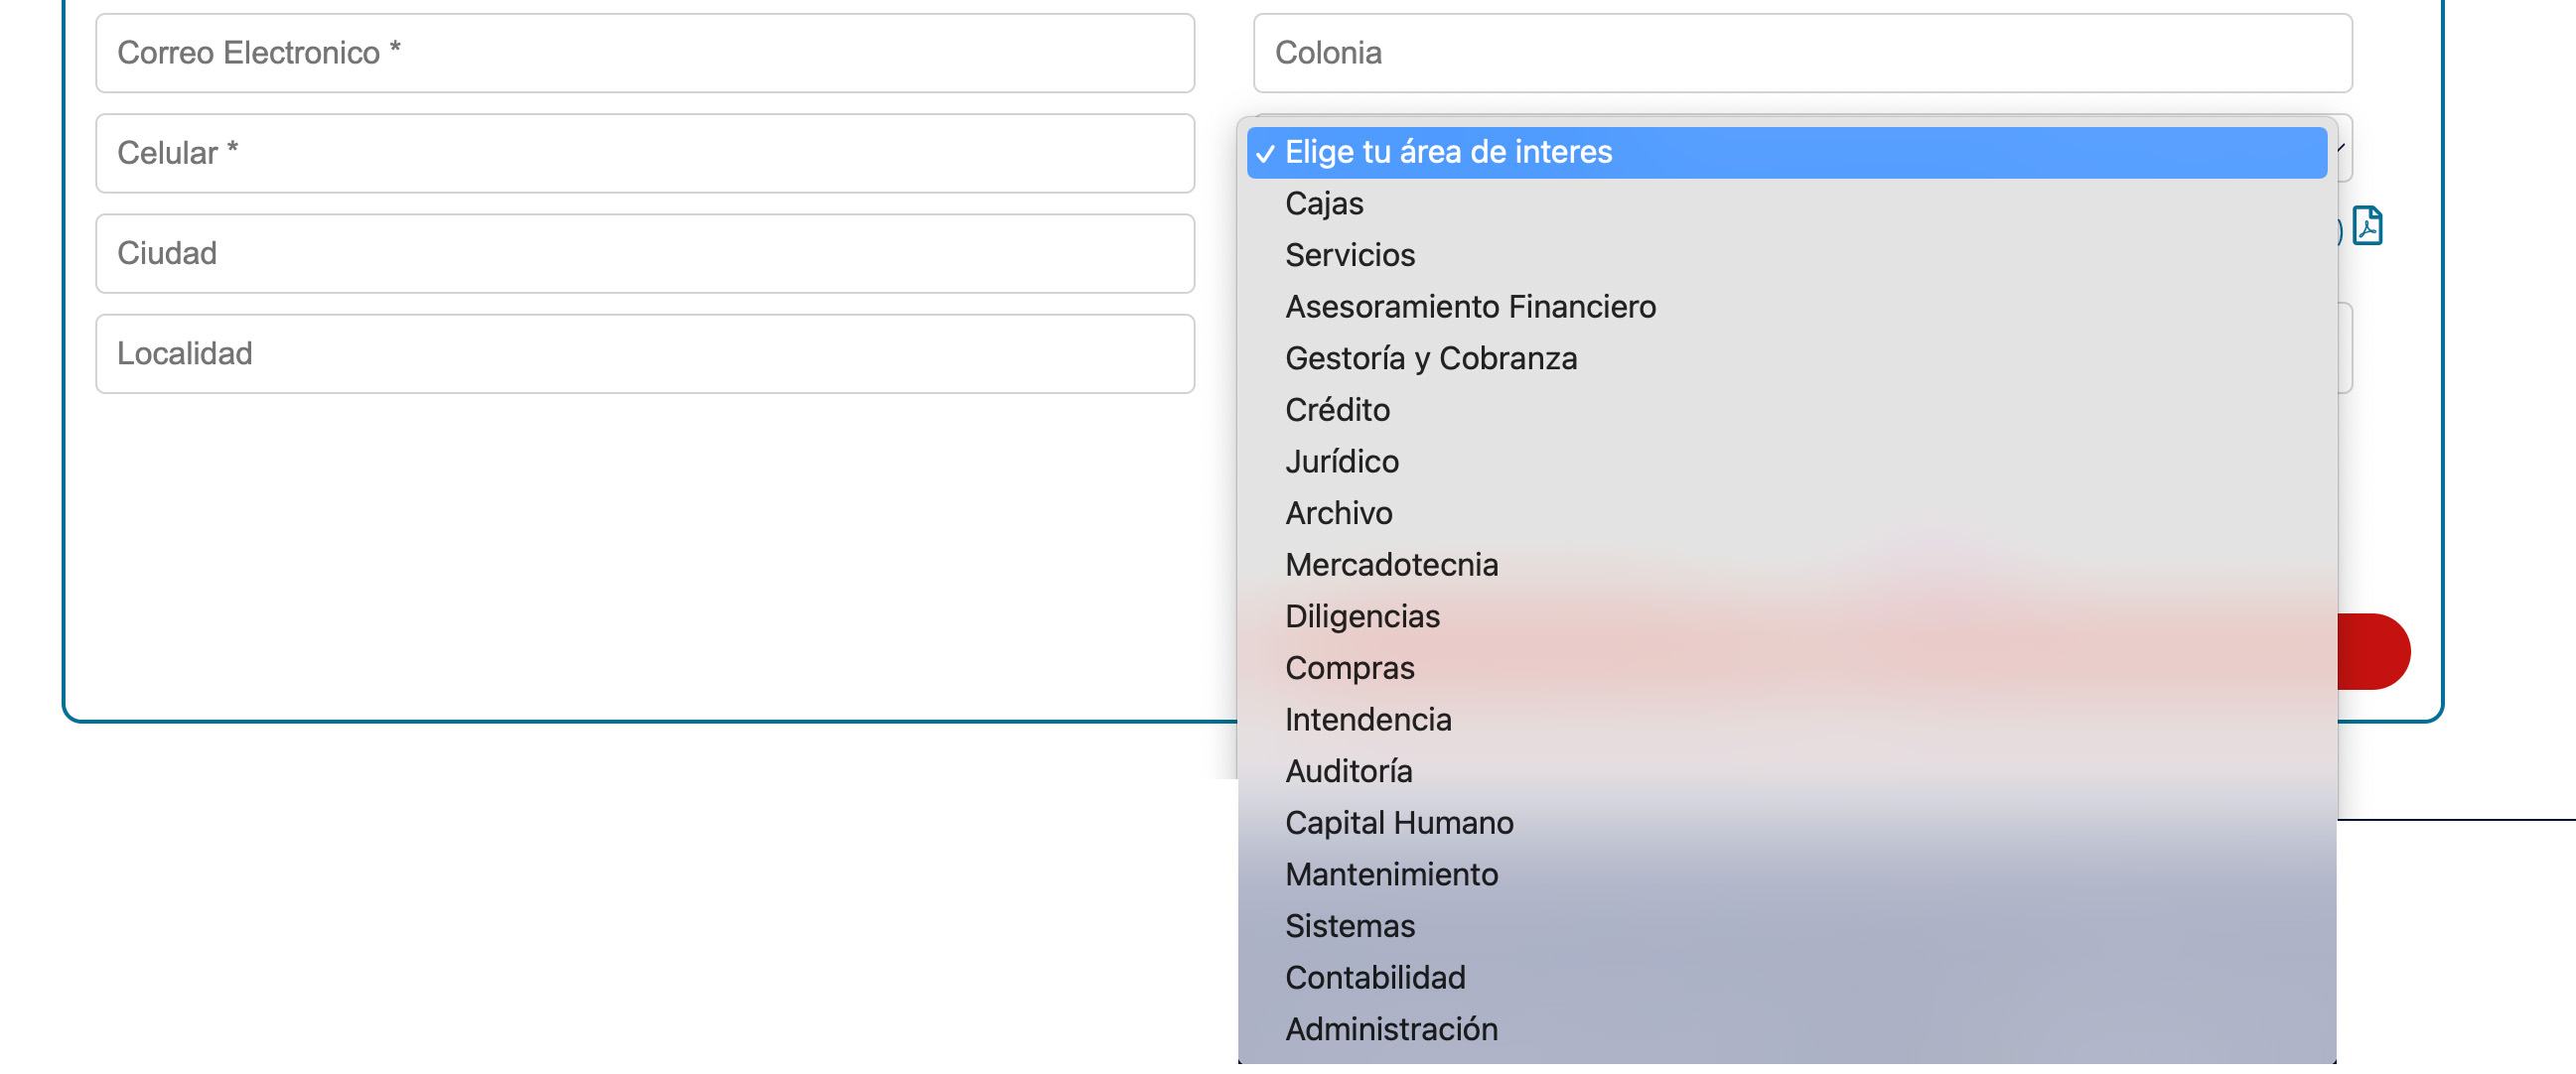 Correo Electronico *
Colonia
Celular *
Ciudad
Localidad
✓ Elige tu área de interes
Cajas
Servicios
Asesoramiento Financiero
Gestoría y Cobranza
Crédito
Jurídico
Archivo
Mercadotecnia
Diligencias
Compras
Intendencia
Auditoría
Capital Humano
Mantenimiento
Sistemas
Contabilidad
Administración
)